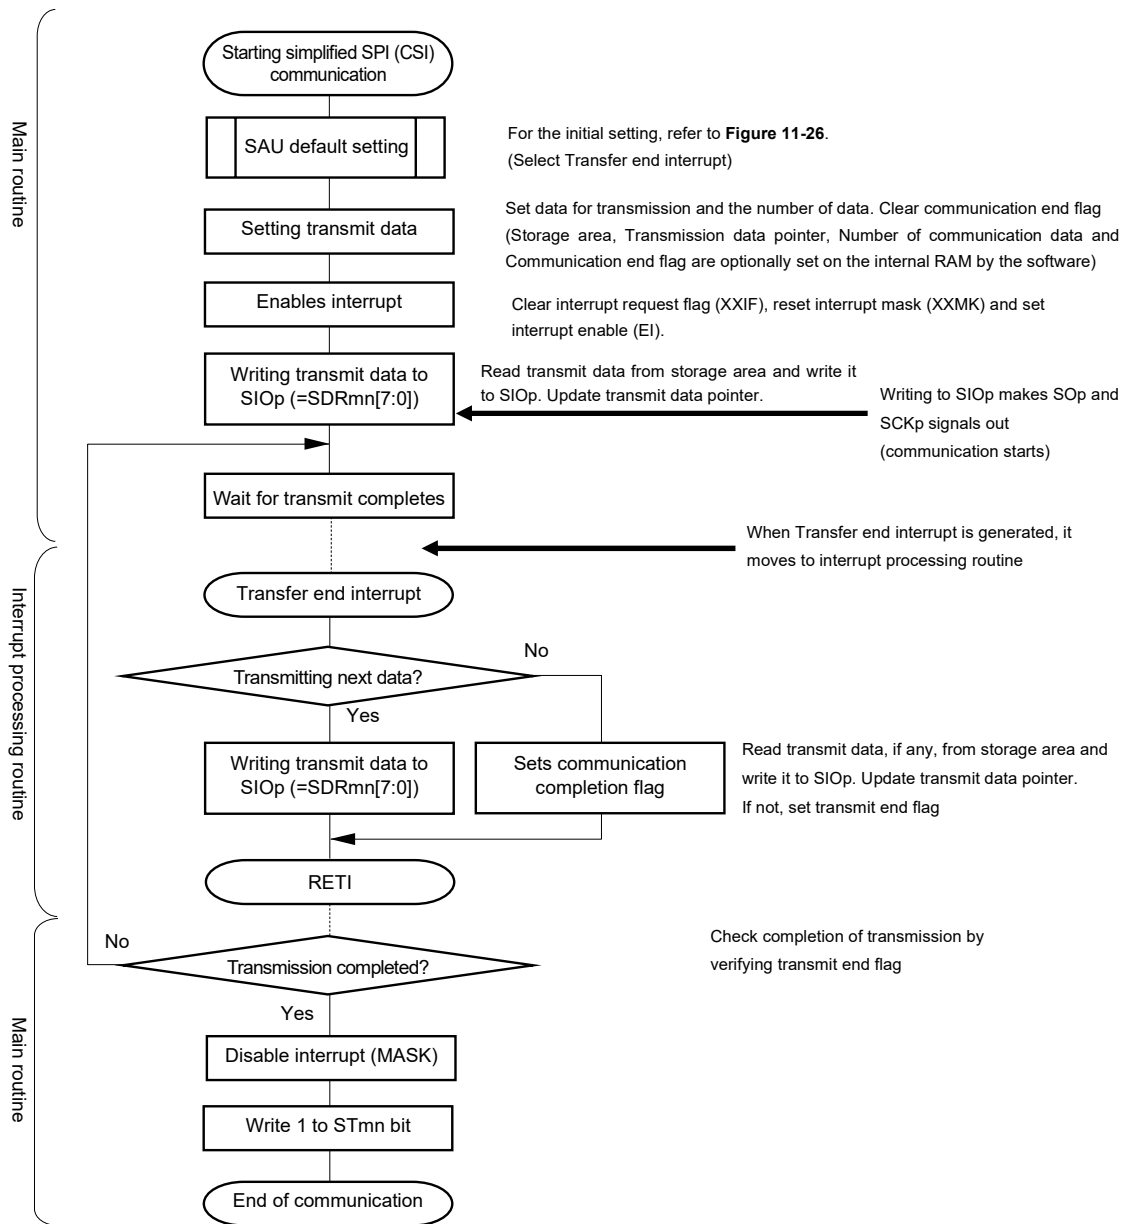 Main routine
Starting simplified SPI (CSI)
communication
SAU default setting
For the initial setting, refer to Figure 11-26.
(Select Transfer end interrupt)
Setting transmit data
Set data for transmission and the number of data. Clear communication end flag
(Storage area, Transmission data pointer, Number of communication data and
Communication end flag are optionally set on the internal RAM by the software)
Enables interrupt
Clear interrupt request flag (XXIF), reset interrupt mask (XXMK) and set
interrupt enable (EI).
Writing transmit data to
SIOp (=SDRmn[7:0])
Read transmit data from storage area and write it
to SIOp. Update transmit data pointer.
Writing to SIOp makes SOp and
SCKp signals out
(communication starts)
Wait for transmit completes
When Transfer end interrupt is generated, it
moves to interrupt processing routine
Interrupt processing routine
Transfer end interrupt
Transmitting next data?
No
Yes
Writing transmit data to
SIOp (=SDRmn[7:0])
Sets communication
completion flag
Read transmit data, if any, from storage area and
write it to SIOp. Update transmit data pointer.
If not, set transmit end flag
RETI
Main routine
No
Transmission completed?
Check completion of transmission by
verifying transmit end flag
Yes
Disable interrupt (MASK)
Write 1 to STmn bit
End of communication